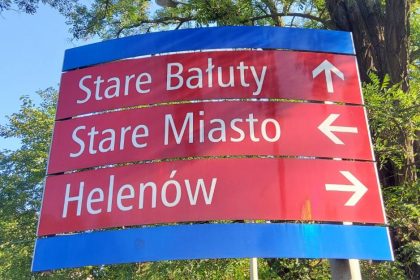 Stare Bałuty ↑
Stare Miasto ←
Helenów →